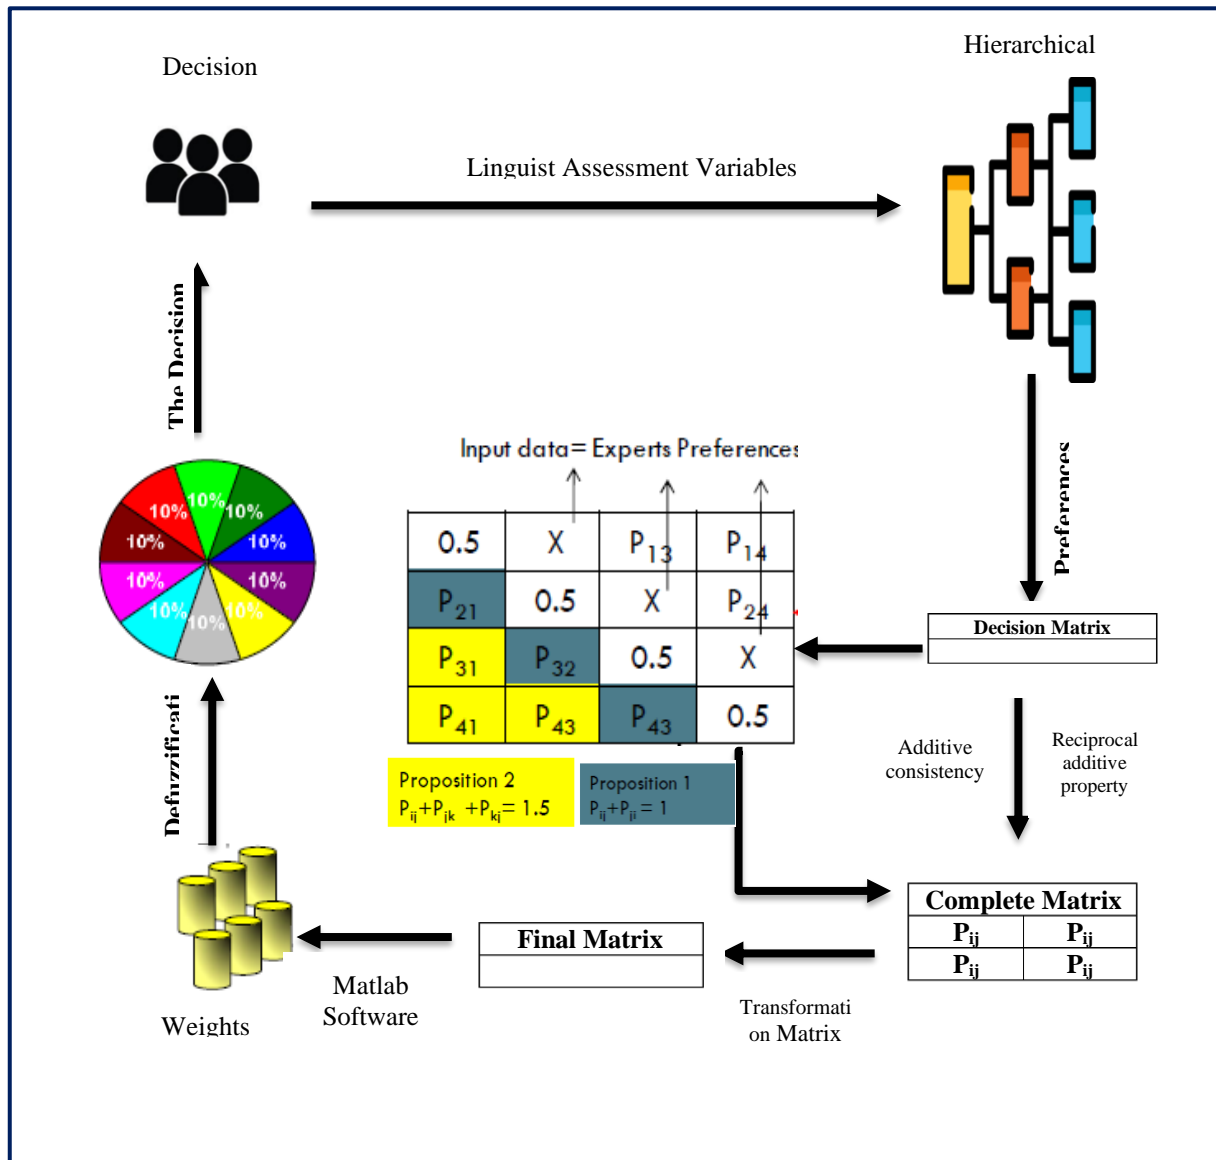 Decision
Hierarchical
Linguist Assessment Variables
The Decision
Preferences
Input data= Experts Preferences
0.5 X P13 P14
P21 0.5 X P24
P31 P32 0.5 X
P41 P43 P43 0.5
Proposition 2
Pij+Pjk +Pkj= 1.5
Proposition 1
Pij+Pji = 1
10%
10%
10%
10%
10%
10%
10%
10%
10%
10%
Decision Matrix
Additive
consistency
Reciprocal
additive
property
Defuzzificati
Complete Matrix
Pij Pij
Pij Pij
Final Matrix
Matlab
Software
Transformati
on Matrix
Weights